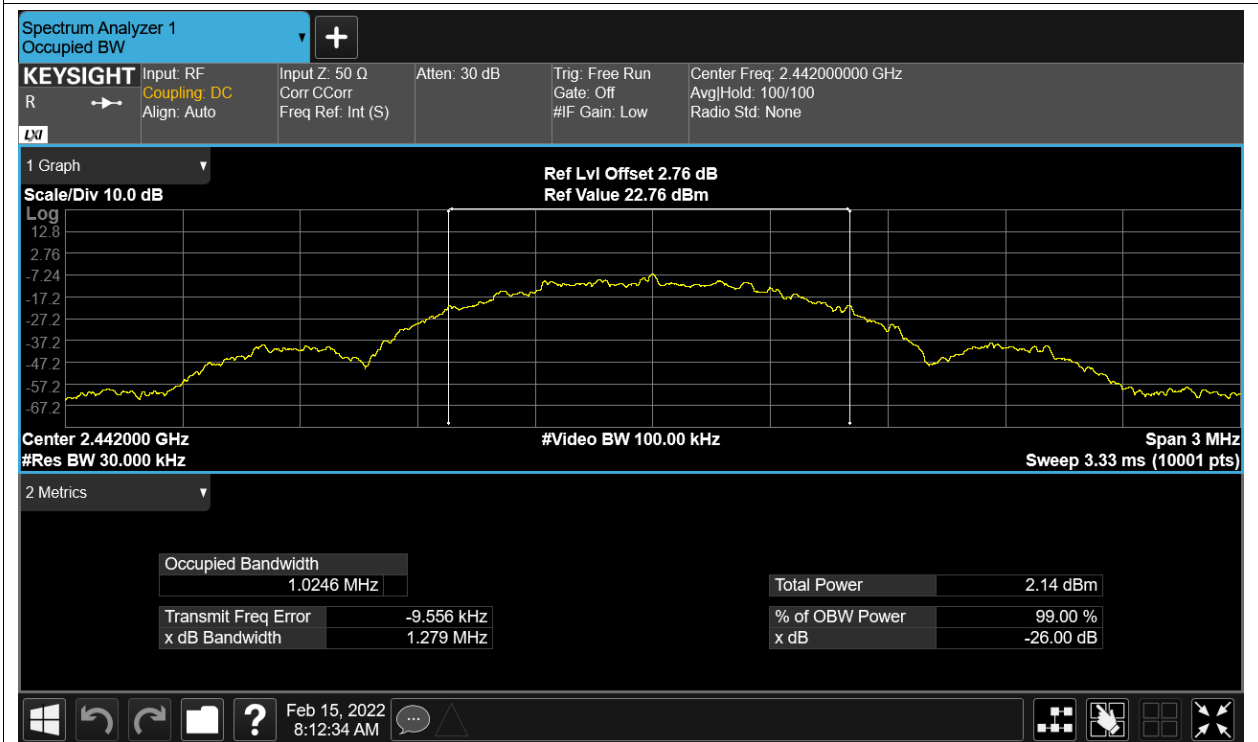 Spectrum Analyzer 1
Occupied BW
KEYSIGHT Input: RF Input Z: 50 Ω Atten: 30 dB Trig: Free Run Center Freq: 2.442000000 GHz
R Coupling: DC Corr CCorr Gate: Off Avg|Hold: 100/100
Align: Auto Freq Ref: Int (S) #IF Gain: Low Radio Std: None
LXI
1 Graph
Ref Lvl Offset 2.76 dB
Scale/Div 10.0 dB Ref Value 22.76 dBm
Log
12.8
2.76
-7.24
-17.2
-27.2
-37.2
-47.2
-57.2
-67.2
Center 2.442000 GHz #Video BW 100.00 kHz Span 3 MHz
#Res BW 30.000 kHz Sweep 3.33 ms (10001 pts)
2 Metrics
Occupied Bandwidth
1.0246 MHz Total Power 2.14 dBm
Transmit Freq Error -9.556 kHz % of OBW Power 99.00 %
x dB Bandwidth 1.279 MHz x dB -26.00 dB
? Feb 15, 2022
8:12:34 AM